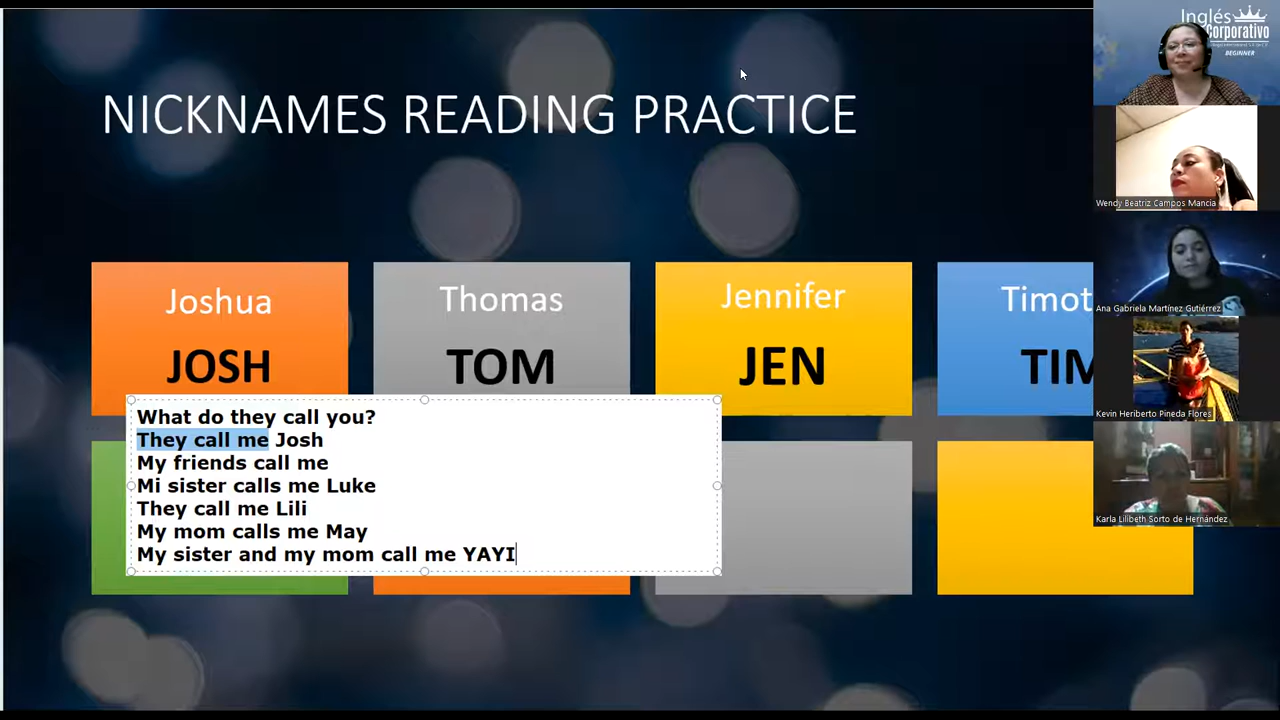 NICKNAMES READING PRACTICE
Joshua
JOSH
Thomas
TOM
Jennifer
JEN
Timot
TIM
What do they call you?
They call me Josh
My friends call me
Mi sister calls me Luke
They call me Lili
My mom calls me May
My sister and my mom call me YAYI
Inglés
Corporativo
BEGINNER
Wendy Beatriz Campos Mancia
Ana Gabriela Martínez Gutiérrez
Kevin Heriberto Pineda Flores
Karla Lilibeth Sorto de Hernández